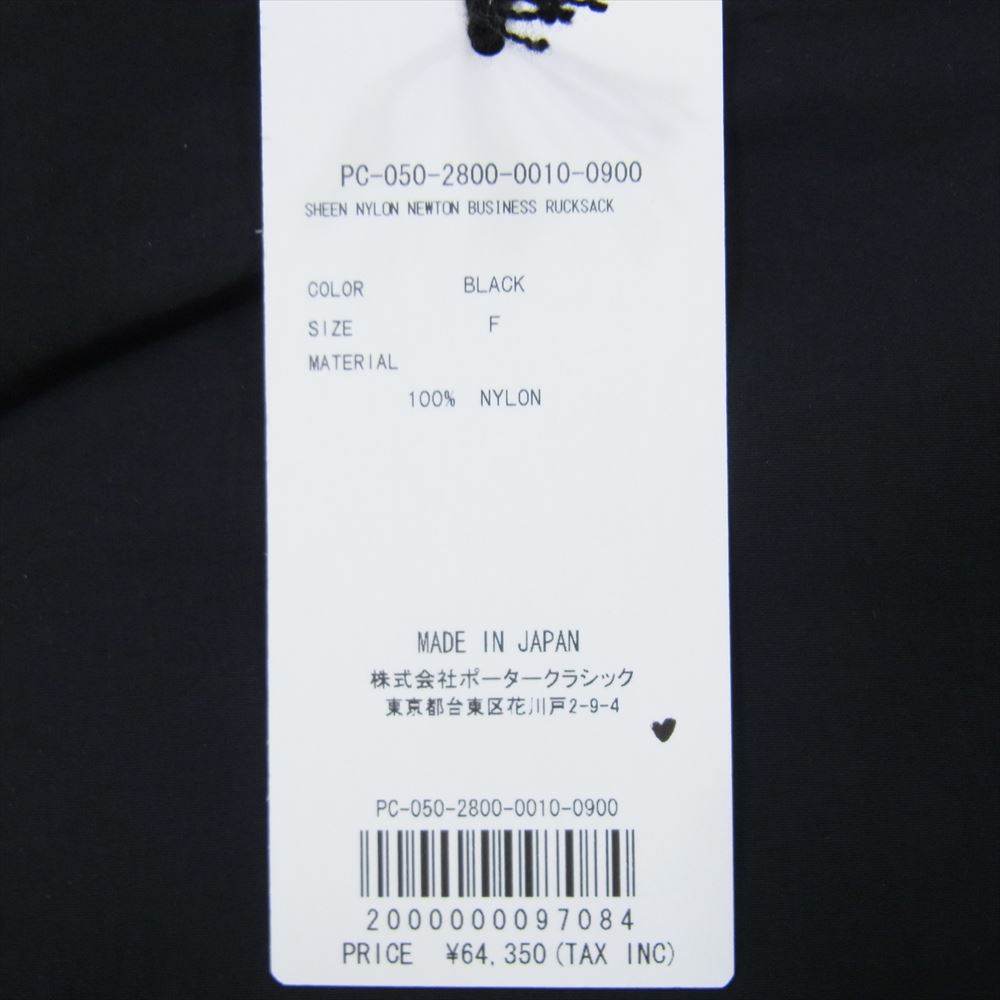 PC-050-2800-0010-0900
SHEEN NYLON NEWTON BUSINESS RUCKSACK
COLOR BLACK
SIZE F
MATERIAL
100% NYLON
MADE IN JAPAN
株式会社ポータークラシック
東京都台東区花川戸2-9-4
PC-050-2800-0010-0900
2000000097084
PRICE ¥64,350(TAX INC)